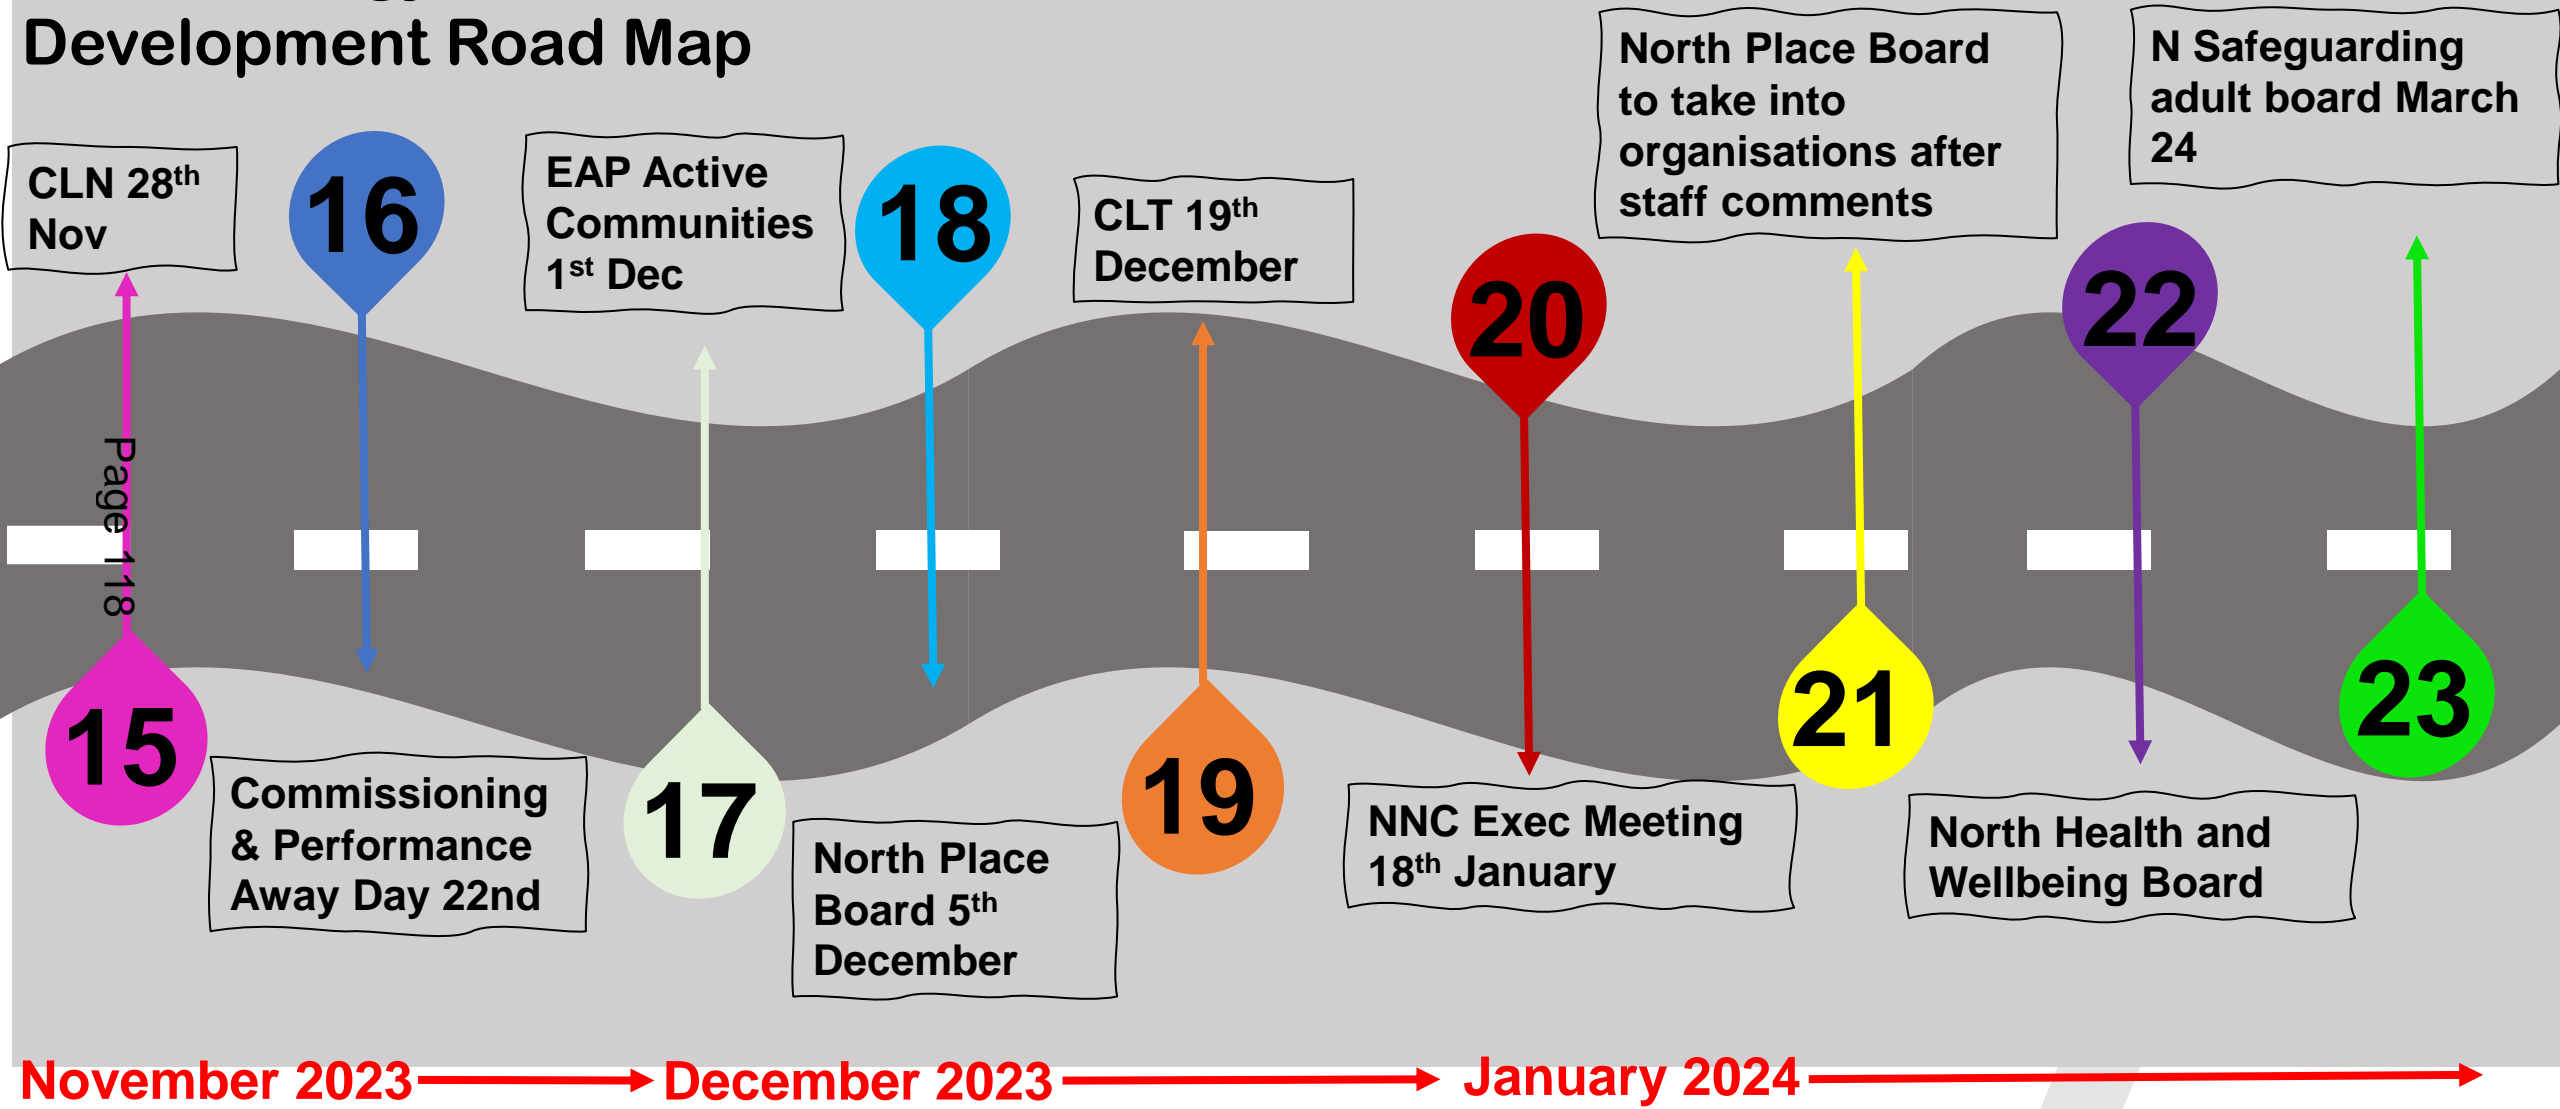 Development Road Map
CLN 28th
Nov
16
EAP Active
Communities
1st Dec
18
CLT 19th
December
20
North Place Board
to take into
organisations after
staff comments
22
N Safeguarding
adult board March
24
Page 118
15
Commissioning
& Performance
Away Day 22nd
17
North Place
Board 5th
December
19
NNC Exec Meeting
18th January
21
North Health and
Wellbeing Board
23
November 2023
December 2023
January 2024